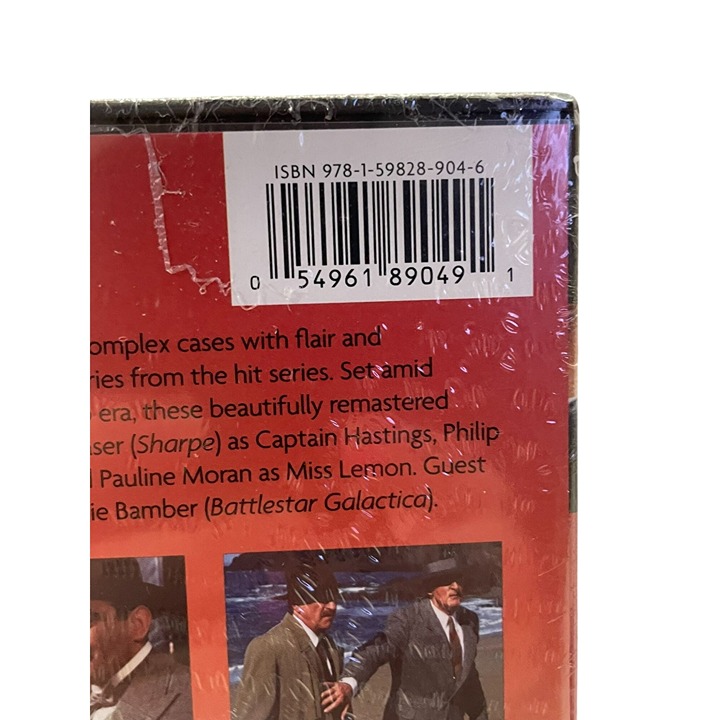 ISBN 978-1-59828-904-6
0 54961 89049 1
omplex cases with flair and
ries from the hit series. Set amid
era, these beautifully remastered
ser (Sharpe) as Captain Hastings, Philip
Pauline Moran as Miss Lemon. Guest
ie Bamber (Battlestar Galactica).